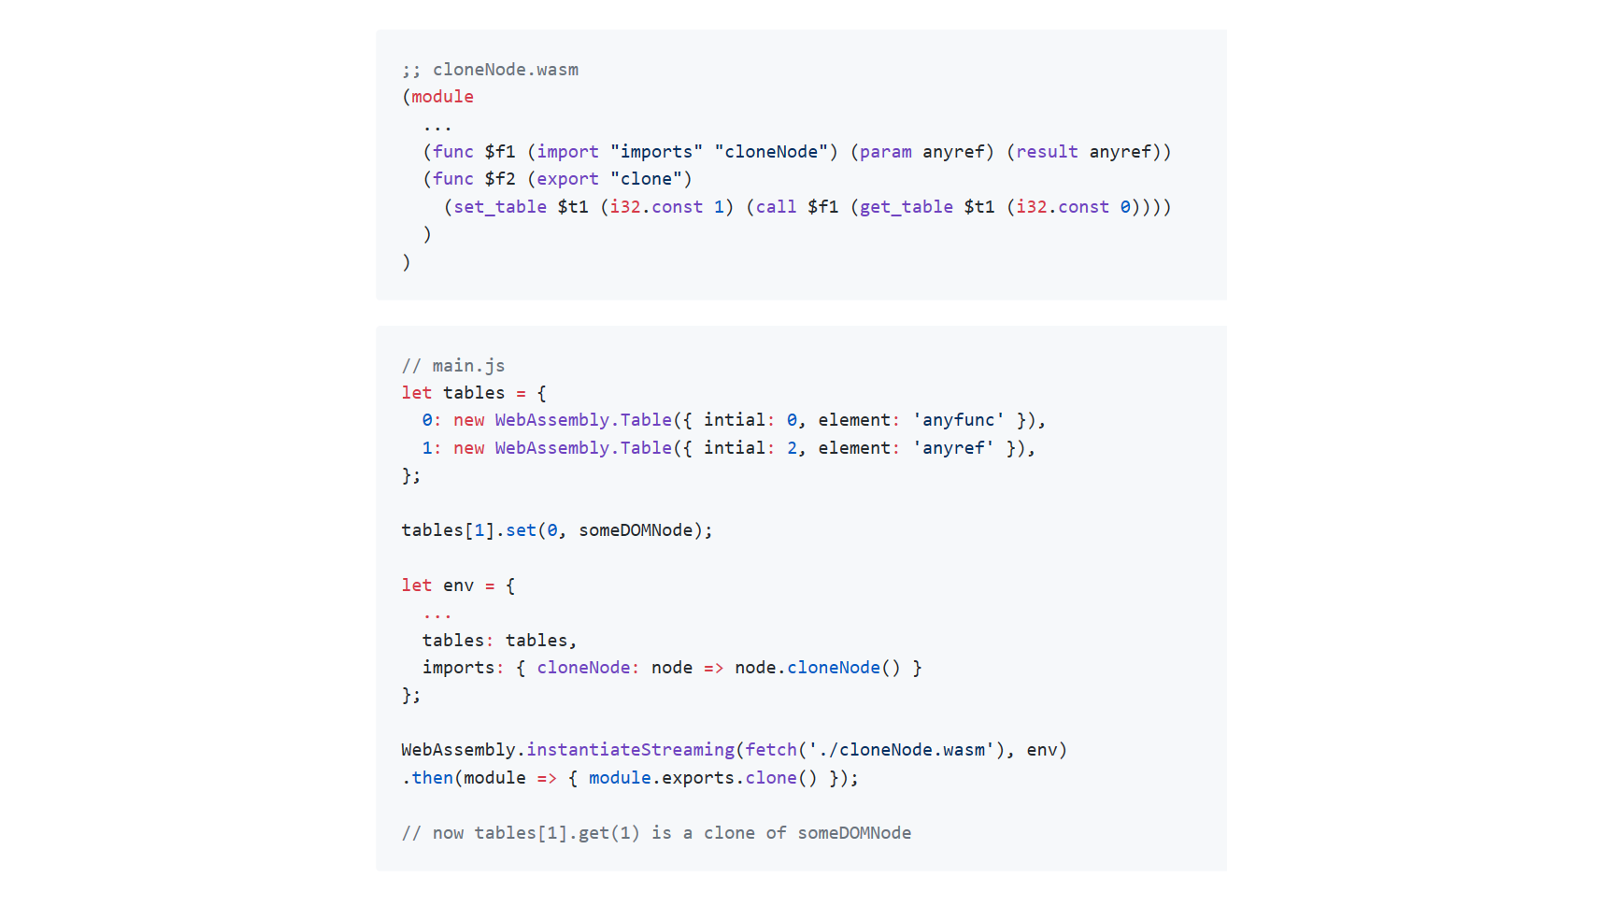 ;; cloneNode.wasm
(module
  ...
  (func $f1 (import "imports" "cloneNode") (param anyref) (result anyref))
  (func $f2 (export "clone")
    (set_table $t1 (i32.const 1) (call $f1 (get_table $t1 (i32.const 0))))
  )
)
// main.js
let tables = {
  0: new WebAssembly.Table({ intial: 0, element: 'anyfunc' }),
  1: new WebAssembly.Table({ intial: 2, element: 'anyref' }),
};
tables[1].set(0, someDOMNode);
let env = {
  ...
  tables: tables,
  imports: { cloneNode: node => node.cloneNode() }
};
WebAssembly.instantiateStreaming(fetch('./cloneNode.wasm'), env)
.then(module => { module.exports.clone() });
// now tables[1].get(1) is a clone of someDOMNode